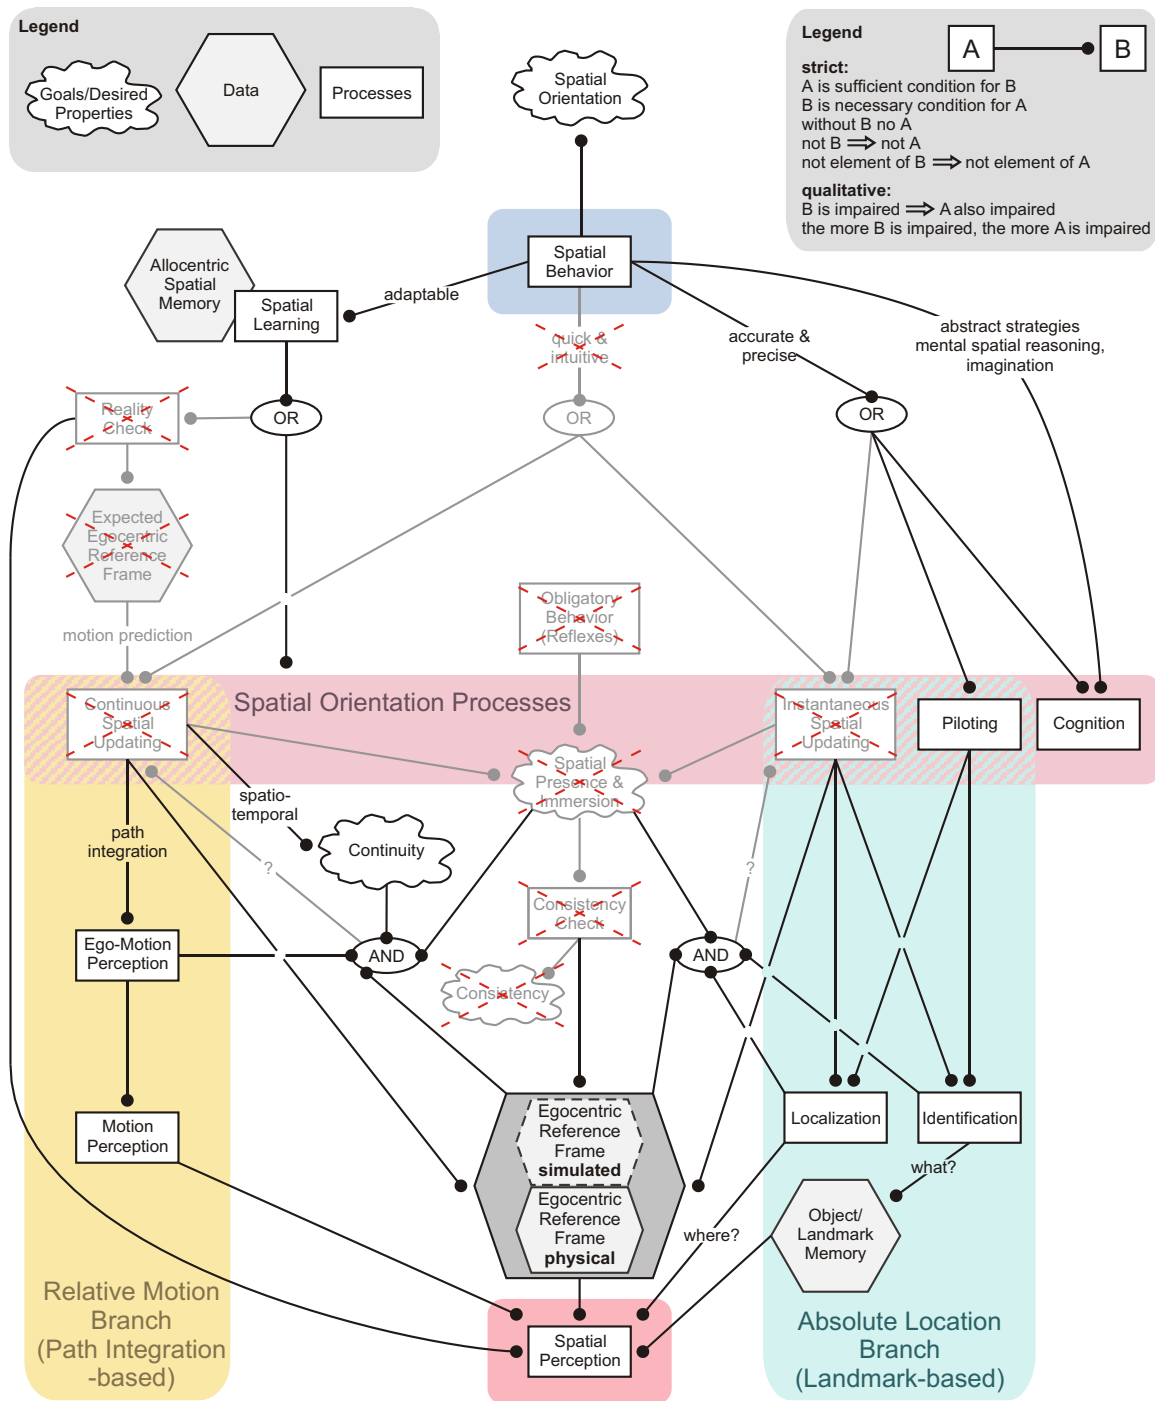 Legend
Goals/Desired
Properties
Data
Processes
Spatial
Orientation
Legend
A
B
strict:
A is sufficient condition for B
B is necessary condition for A
without B no A
not B ⟹ not A
not element of B ⟹ not element of A
qualitative:
B is impaired ⟹ A also impaired
the more B is impaired, the more A is impaired
Allocentric
Spatial
Memory
Spatial
Learning
adaptable
Spatial
Behavior
quick &
intuitive
accurate &
precise
abstract strategies
mental spatial reasoning,
imagination
Reality
Check
OR
OR
OR
Expected
Egocentric
Reference
Frame
motion prediction
Obligatory
Behavior
(Reflexes)
Spatial Orientation Processes
Continuous
Spatial
Updating
Instantaneous
Spatial
Updating
Piloting
Cognition
Spatial
Presence &
Immersion
spatio-
temporal
path
integration
Continuity
?
?
Consistency
Check
Ego-Motion
Perception
AND
AND
Consistency
Motion
Perception
Egocentric
Reference
Frame
simulated
Egocentric
Reference
Frame
physical
Localization
Identification
what?
where?
Object/
Landmark
Memory
Relative Motion
Branch
(Path Integration
-based)
Spatial
Perception
Absolute Location
Branch
(Landmark-based)